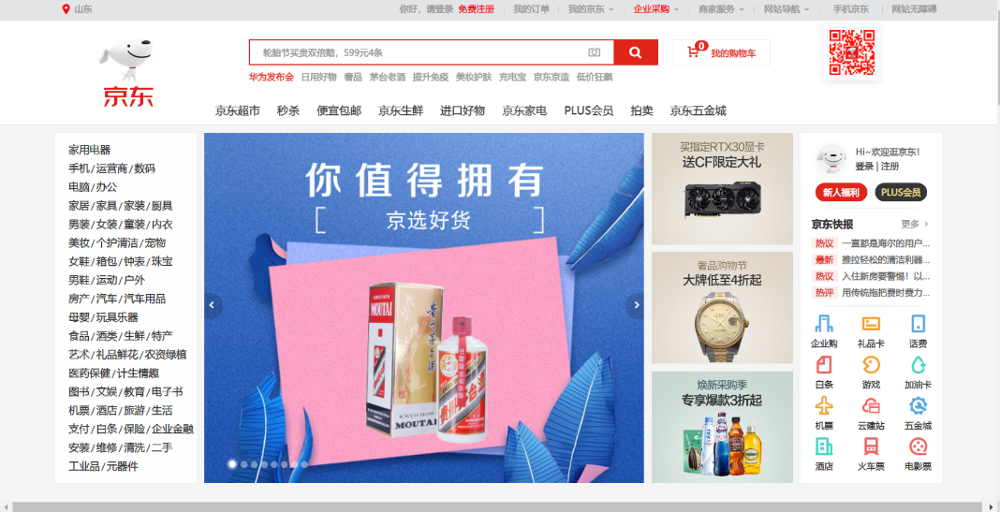 山东
你好，请登录 免费注册 我的订单 我的京东 企业采购 商家服务 网站导航 手机京东 网站无障碍
京东
轮胎节买贵双倍赔，599元4条
0
我的购物车
华为发布会 日用好物 奢品 茅台老酒 提升免疫 美妆护肤 充电宝 京东京造 低价狂飙
京东超市 秒杀 便宜包邮 京东生鲜 进口好物 京东家电 PLUS会员 拍卖 京东五金城
家用电器
手机/运营商/数码
电脑/办公
家居/家具/家装/厨具
男装/女装/童装/内衣
美妆/个护清洁/宠物
女鞋/箱包/钟表/珠宝
男鞋/运动/户外
房产/汽车/汽车用品
母婴/玩具乐器
食品/酒类/生鲜/特产
艺术/礼品鲜花/农资绿植
医药保健/计生情趣
图书/文娱/教育/电子书
机票/酒店/旅游/生活
支付/白条/保险/企业金融
安装/维修/清洗/二手
工业品/元器件
你值得拥有
京选好货
KWEICHOW
MOUTAI
贵州茅台酒
KWEICHOW
MOUTAI
买指定RTX30显卡
送CF限定大礼
奢品购物节
大牌低至4折起
焕新采购季
专享爆款3折起
Hi~欢迎逛京东!
登录 | 注册
新人福利 PLUS会员
京东快报 更多
热议 一直都是海尔的用户...
最新 推拉轻松的清洁利器...
热议 入住新房要警惕！以...
热评 用传统拖把费时费力...
企业购 礼品卡 话费
白条 游戏 加油卡
机票 云建站 五金城
酒店 火车票 电影票